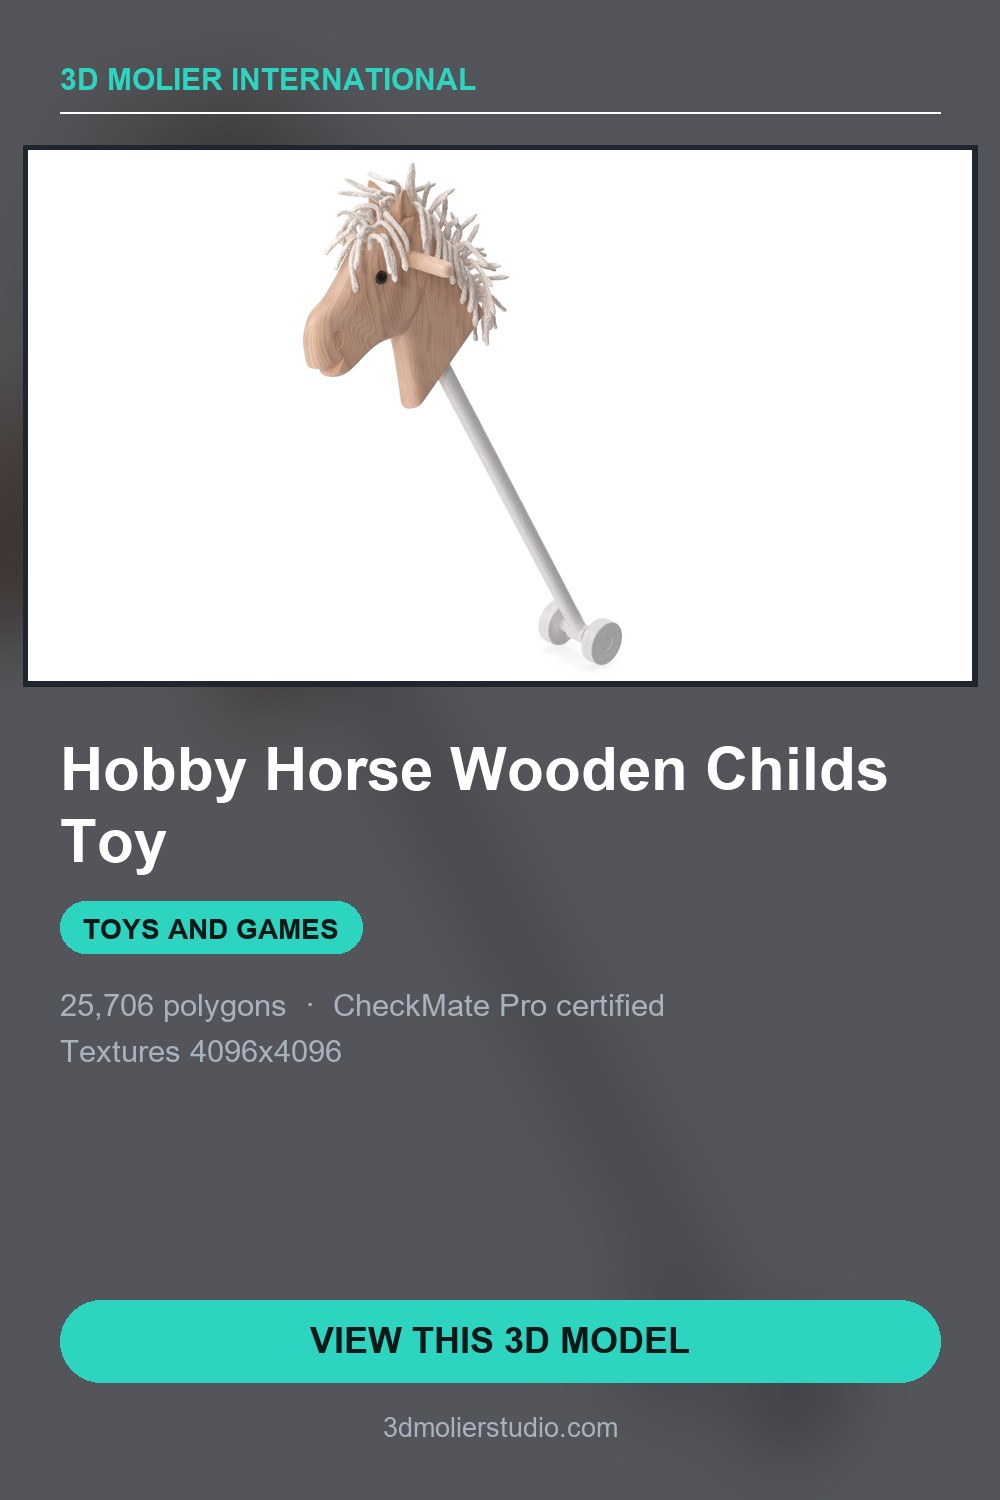 3D MOLIER INTERNATIONAL
Hobby Horse Wooden Childs
Toy
TOYS AND GAMES
25,706 polygons · CheckMate Pro certified
Textures 4096x4096
VIEW THIS 3D MODEL
3dmolierstudio.com